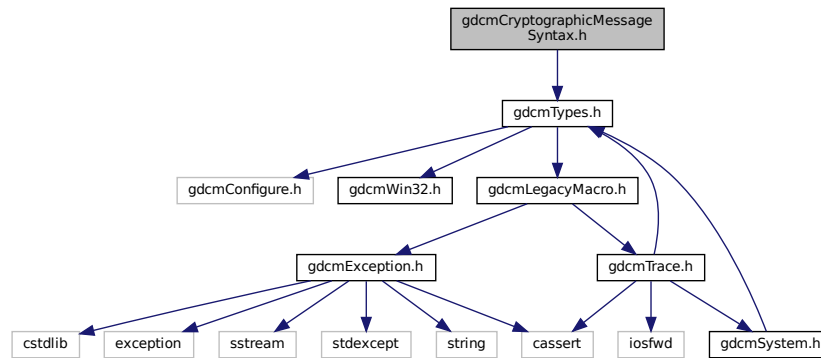 gdcmCryptographicMessage
Syntax.h
gdcmTypes.h
gdcmConfigure.h
gdcmWin32.h
gdcmLegacyMacro.h
gdcmException.h
gdcmTrace.h
cstdlib
exception
sstream
stdexcept
string
cassert
iosfwd
gdcmSystem.h